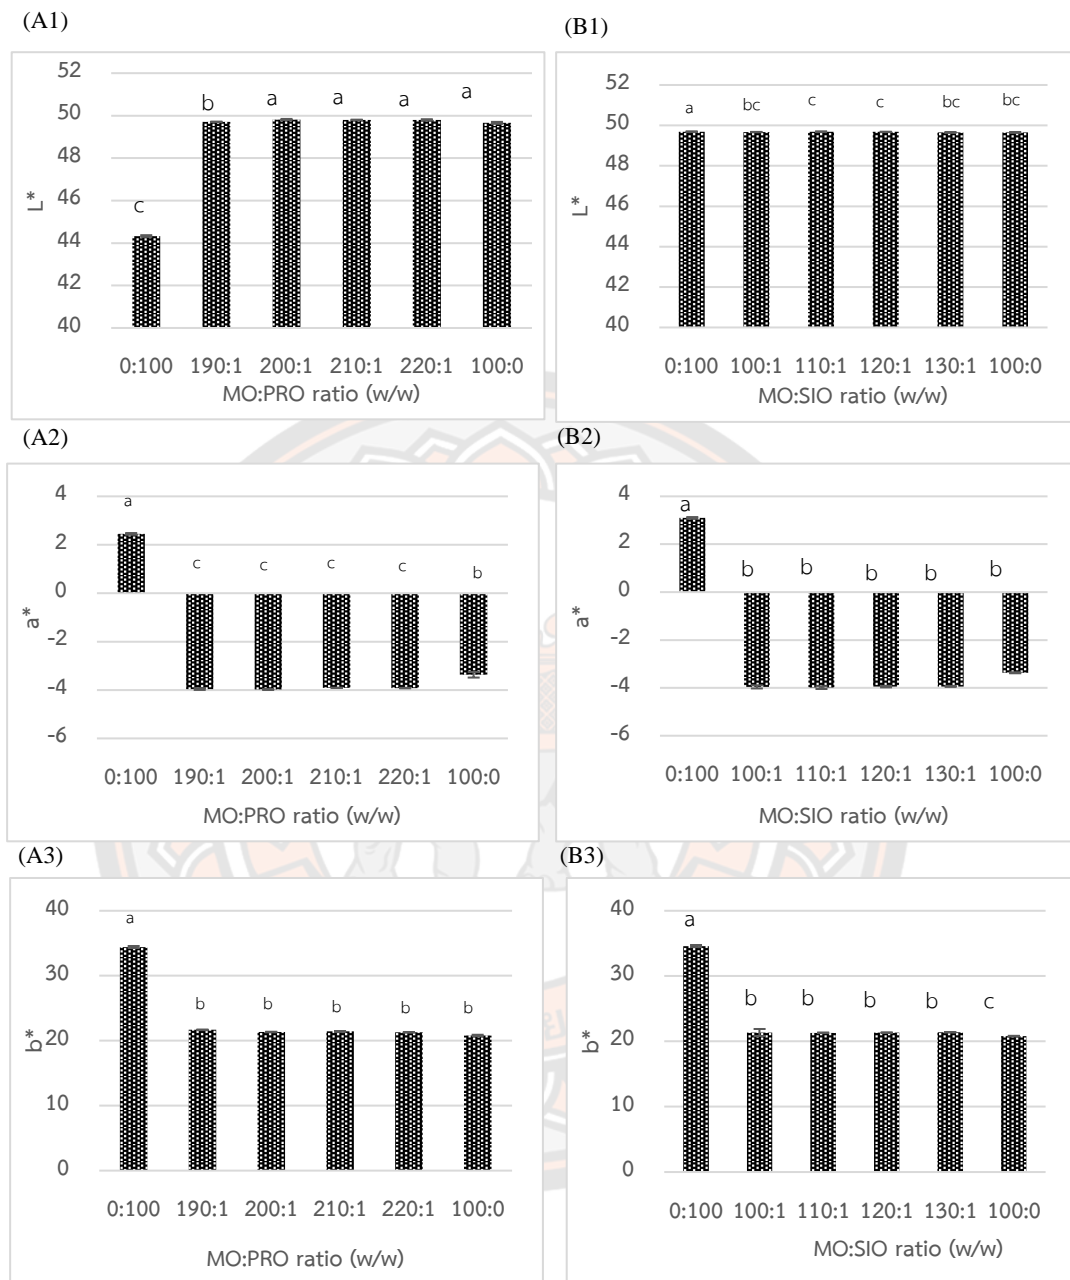 (A1)
52
50
48
46
44
42
40
L*
c
b
a
a
a
a
0:100 190:1 200:1 210:1 220:1 100:0
MO:PRO ratio (w/w)
(B1)
52
50
48
46
44
42
40
L*
a
bc
c
c
bc
bc
0:100 100:1 110:1 120:1 130:1 100:0
MO:SIO ratio (w/w)
(A2)
4
2
0
-2
-4
-6
a*
a
c
c
c
c
b
0:100 190:1 200:1 210:1 220:1 100:0
MO:PRO ratio (w/w)
(B2)
4
2
0
-2
-4
-6
a*
a
b
b
b
b
b
0:100 100:1 110:1 120:1 130:1 100:0
MO:SIO ratio (w/w)
(A3)
40
30
20
10
0
b*
a
b
b
b
b
b
0:100 190:1 200:1 210:1 220:1 100:0
MO:PRO ratio (w/w)
(B3)
40
30
20
10
0
b*
a
b
b
b
b
c
0:100 100:1 110:1 120:1 130:1 100:0
MO:SIO ratio (w/w)